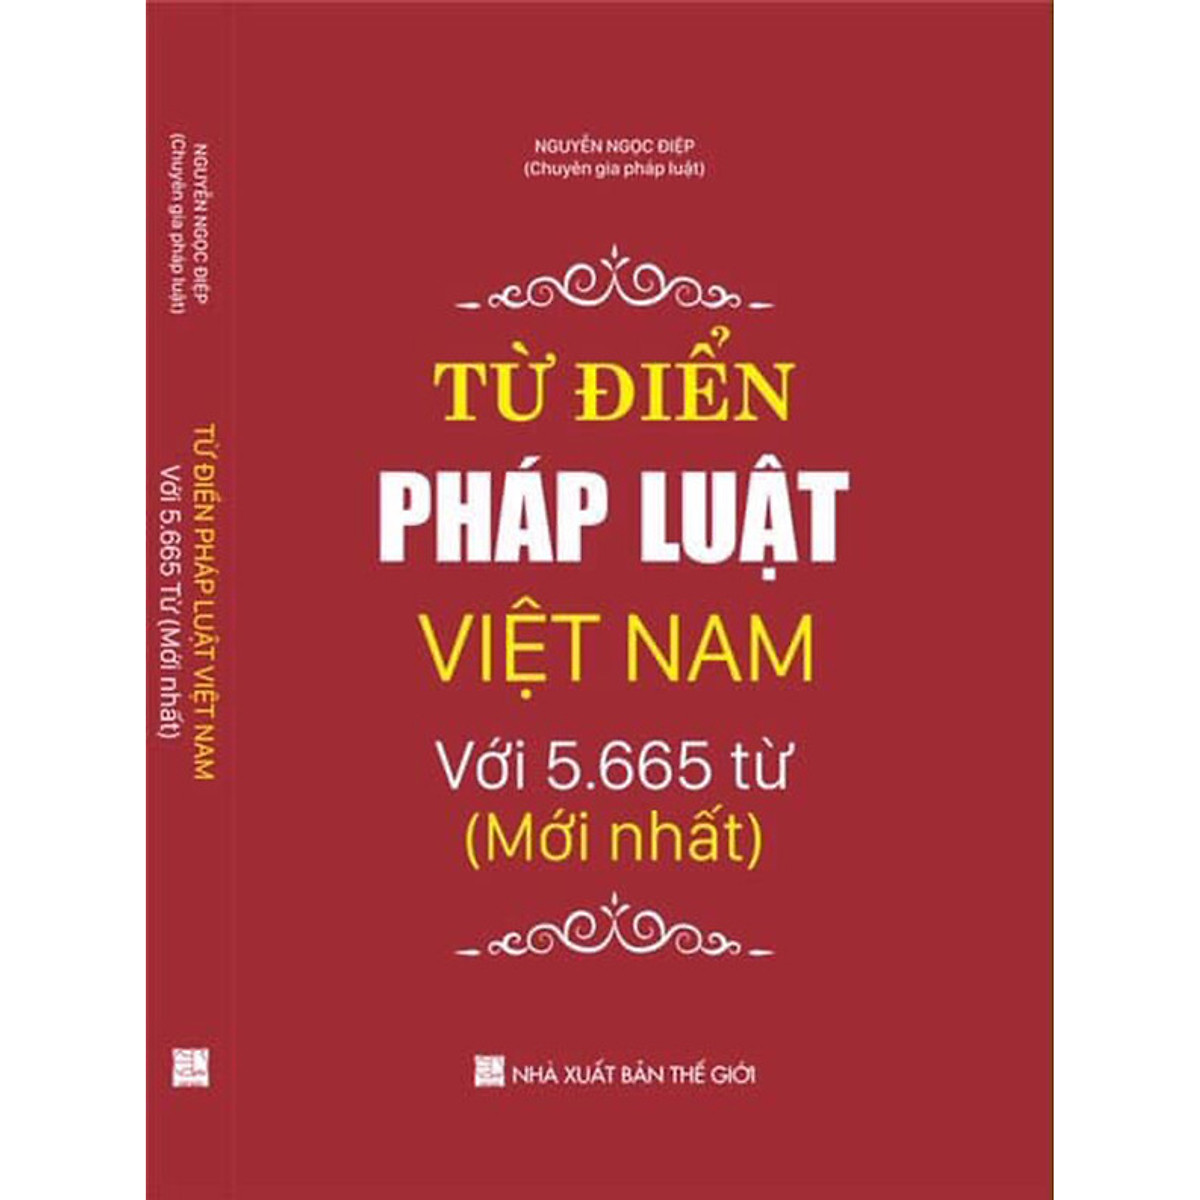 NGUYỄN NGỌC ĐIỆP
(Chuyên gia pháp luật)
TỪ ĐIỂN PHÁP LUẬT VIỆT NAM
Với 5.665 Từ (Mới nhất)
NGUYỄN NGỌC ĐIỆP
(Chuyên gia pháp luật)
TỪ ĐIỂN
PHÁP LUẬT
VIỆT NAM
Với 5.665 từ
(Mới nhất)
NHÀ XUẤT BẢN THẾ GIỚI